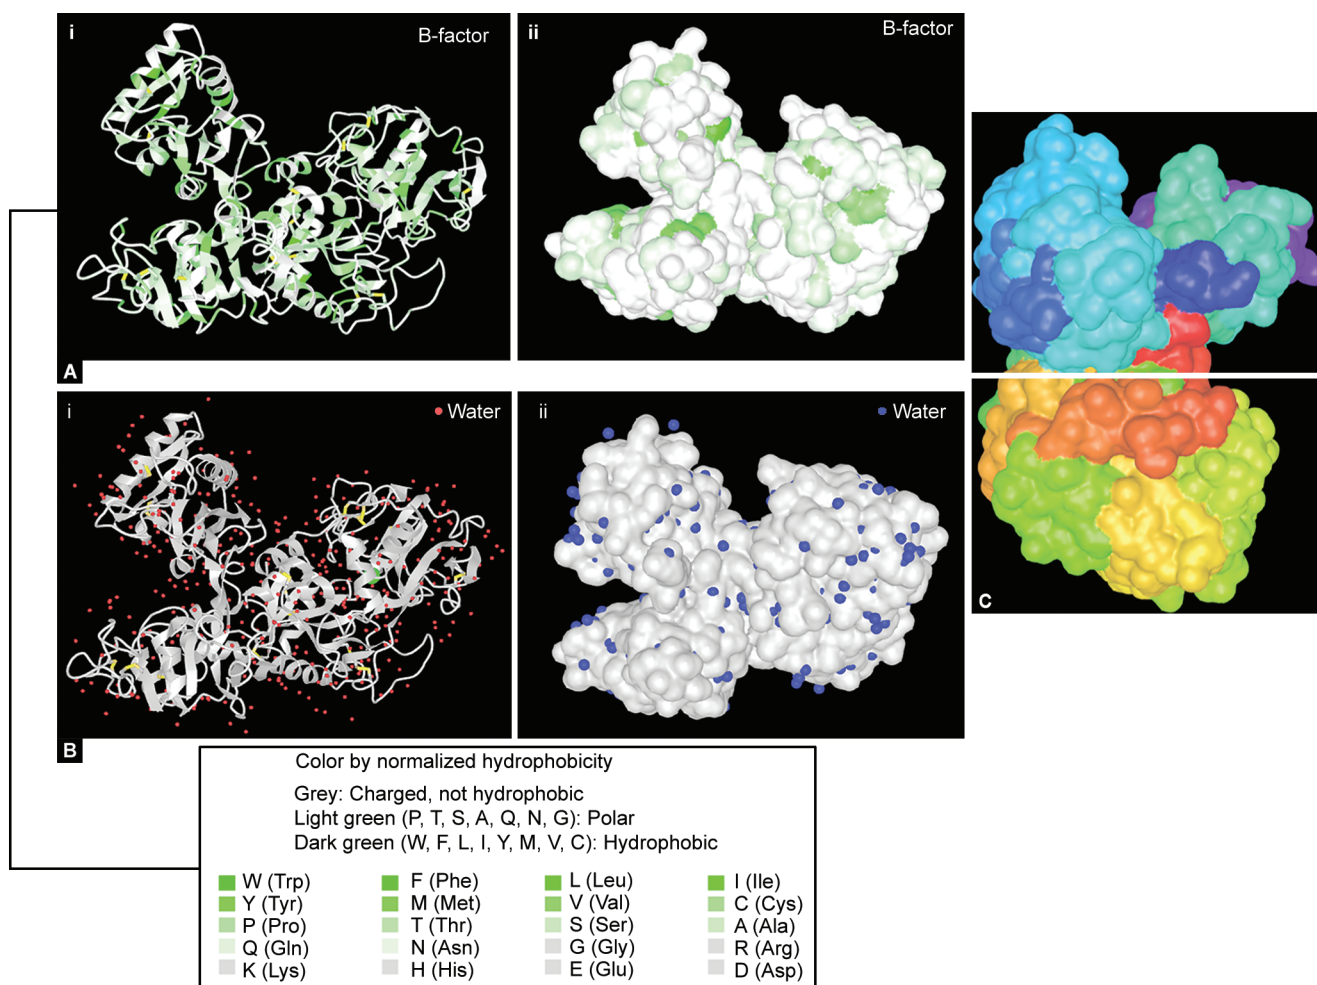 i
B-factor
ii
B-factor
A
i
Water
ii
Water
C
B
Color by normalized hydrophobicity
Grey: Charged, not hydrophobic
Light green (P, T, S, A, Q, N, G): Polar
Dark green (W, F, L, I, Y, M, V, C): Hydrophobic
W (Trp) F (Phe) L (Leu) I (Ile)
Y (Tyr) M (Met) V (Val) C (Cys)
P (Pro) T (Thr) S (Ser) A (Ala)
Q (Gln) N (Asn) G (Gly) R (Arg)
K (Lys) H (His) E (Glu) D (Asp)